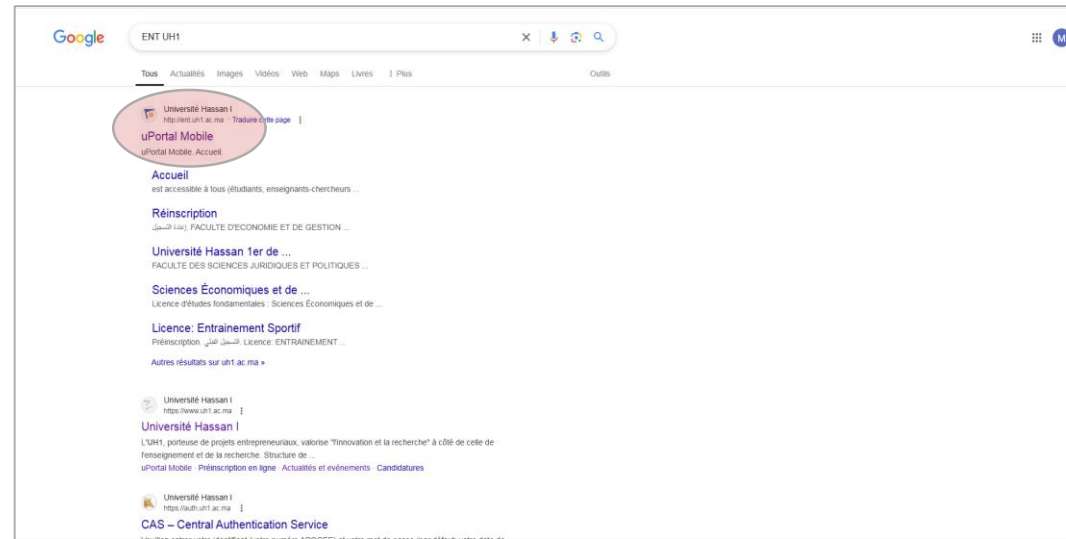 Google
ENT UH1
M
Tous Actualités Images Vidéos Web Maps Livres Plus Outils
Université Hassan I
http://ent.uh1.ac.ma · Traduire cette page
uPortal Mobile
uPortal Mobile. Accueil.
Accueil
est accessible à tous (étudiants, enseignants-chercheurs ...
Réinscription
إعادة التسجيل. FACULTE D'ECONOMIE ET DE GESTION ...
Université Hassan 1er de ...
FACULTE DES SCIENCES JURIDIQUES ET POLITIQUES ...
Sciences Économiques et de ...
Licence d'études fondamentales : Sciences Économiques et de ...
Licence: Entrainement Sportif
Préinscription. التسجيل القبلي. Licence: ENTRAINEMENT ...
Autres résultats sur uh1.ac.ma »
Université Hassan I
https://www.uh1.ac.ma
Université Hassan I
L'UH1, porteuse de projets entrepreneuriaux, valorise "l'innovation et la recherche" à côté de celle de
l'enseignement et de la recherche. Structure de ...
uPortal Mobile · Préinscription en ligne · Actualités et evénements · Candidatures
Université Hassan I
https://auth.uh1.ac.ma
CAS – Central Authentication Service